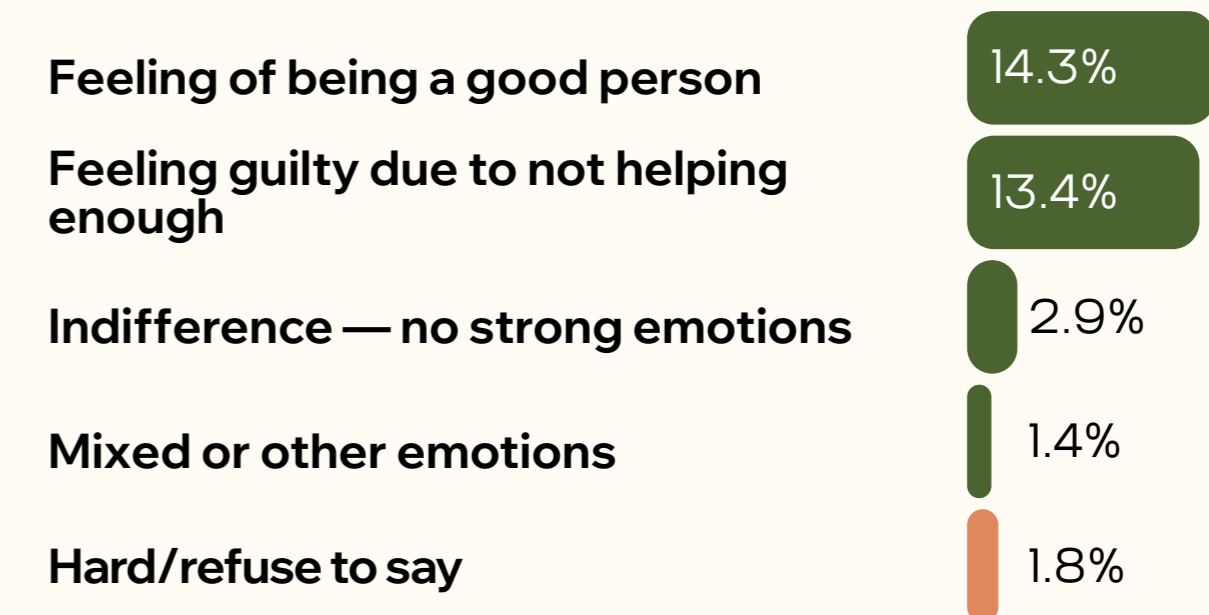 Feeling of being a good person
14.3%
Feeling guilty due to not helping
enough
13.4%
Indifference — no strong emotions
2.9%
Mixed or other emotions
1.4%
Hard/refuse to say
1.8%